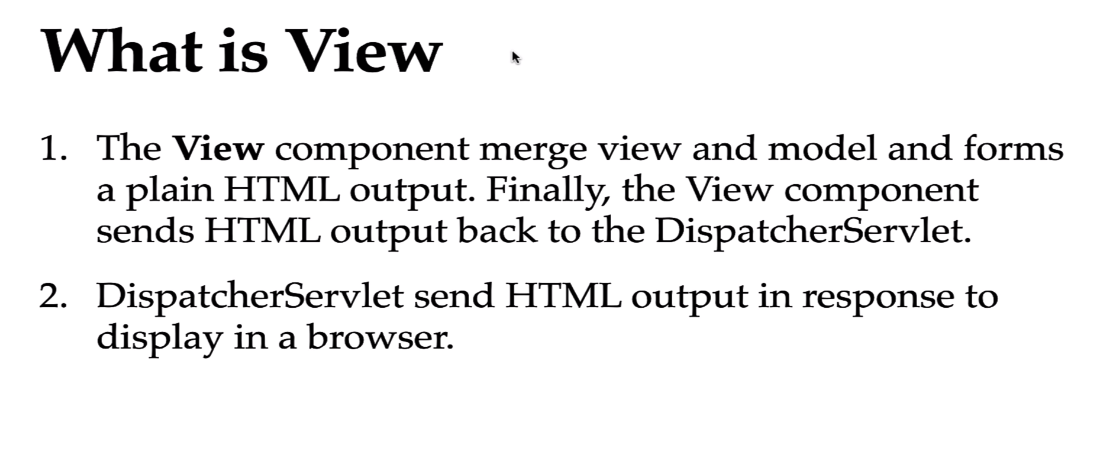 What is View
1. The View component merge view and model and forms
a plain HTML output. Finally, the View component
sends HTML output back to the DispatcherServlet.
2. DispatcherServlet send HTML output in response to
display in a browser.